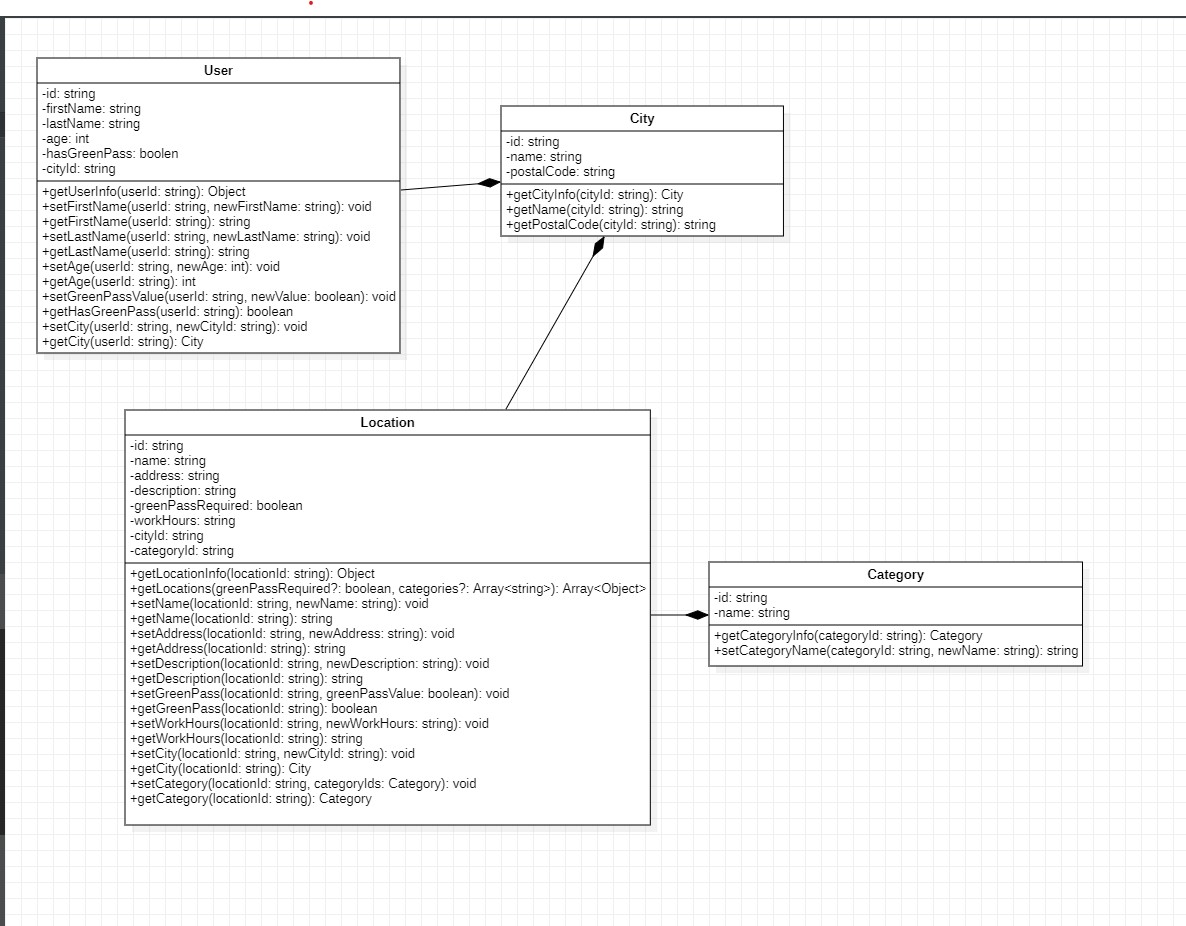 User
-id: string
-firstName: string
-lastName: string
-age: int
-hasGreenPass: boolen
-cityId: string
+getUserInfo(userId: string): Object
+setFirstName(userId: string, newFirstName: string): void
+getFirstName(userId: string): string
+setLastName(userId: string, newLastName: string): void
+getLastName(userId: string): string
+setAge(userId: string, newAge: int): void
+getAge(userId: string): int
+setGreenPassValue(userId: string, newValue: boolean): void
+getHasGreenPass(userId: string): boolean
+setCity(userId: string, newCityId: string): void
+getCity(userId: string): City
City
-id: string
-name: string
-postalCode: string
+getCityInfo(cityId: string): City
+getName(cityId: string): string
+getPostalCode(cityId: string): string
Location
-id: string
-name: string
-address: string
-description: string
-greenPassRequired: boolean
-workHours: string
-cityId: string
-categoryId: string
+getLocationInfo(locationId: string): Object
+getLocations(greenPassRequired?: boolean, categories?: Array<string>): Array<Object>
+setName(locationId: string, newName: string): void
+getName(locationId: string): string
+setAddress(locationId: string, newAddress: string): void
+getAddress(locationId: string): string
+setDescription(locationId: string, newDescription: string): void
+getDescription(locationId: string): string
+setGreenPass(locationId: string, greenPassValue: boolean): void
+getGreenPass(locationId: string): boolean
+setWorkHours(locationId: string, newWorkHours: string): void
+getWorkHours(locationId: string): string
+setCity(locationId: string, newCityId: string): void
+getCity(locationId: string): City
+setCategory(locationId: string, categoryIds: Category): void
+getCategory(locationId: string): Category
Category
-id: string
-name: string
+getCategoryInfo(categoryId: string): Category
+setCategoryName(categoryId: string, newName: string): string